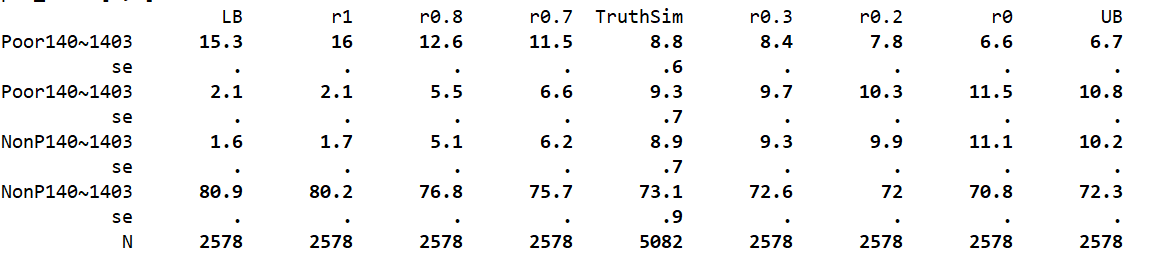 LB r1 r0.8 r0.7 TruthSim r0.3 r0.2 r0 UB
Poor140~1403 15.3 16 12.6 11.5 8.8 8.4 7.8 6.6 6.7
se . . . . .6 . . . .
Poor140~1403 2.1 2.1 5.5 6.6 9.3 9.7 10.3 11.5 10.8
se . . . . .7 . . . .
NonP140~1403 1.6 1.7 5.1 6.2 8.9 9.3 9.9 11.1 10.2
se . . . . .7 . . . .
NonP140~1403 80.9 80.2 76.8 75.7 73.1 72.6 72 70.8 72.3
se . . . . .9 . . . .
N 2578 2578 2578 2578 5082 2578 2578 2578 2578